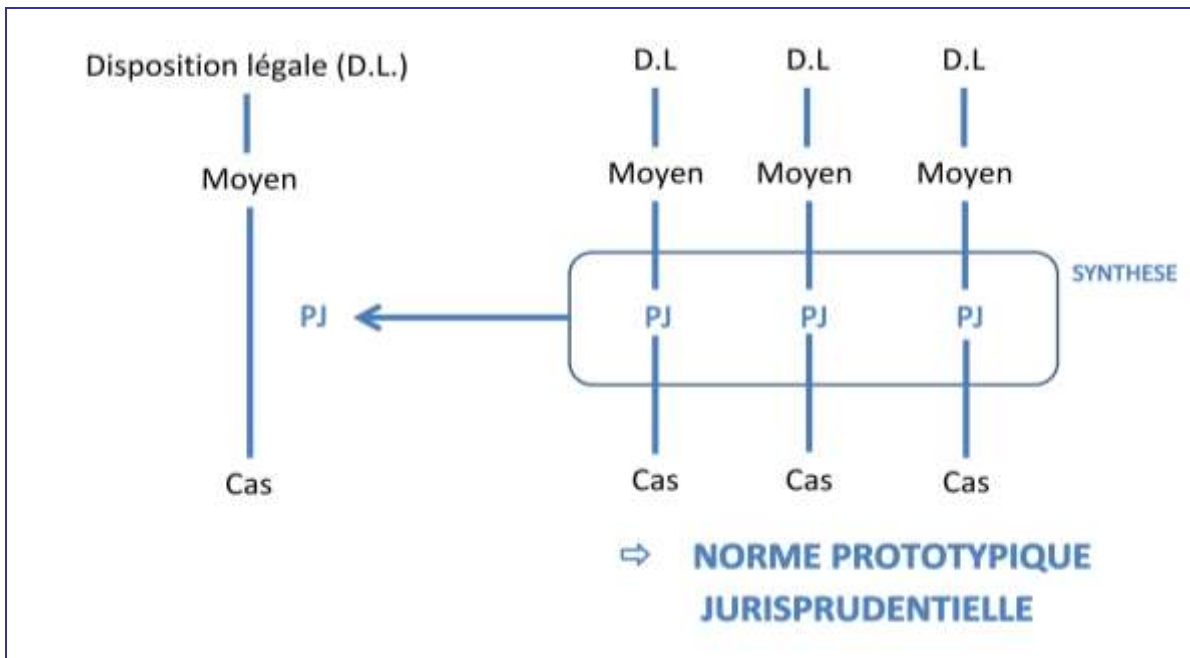 Disposition légale (D.L.)
Moyen
PJ
Cas
D.L D.L D.L
Moyen Moyen Moyen
PJ PJ PJ
SYNTHESE
Cas Cas Cas
⇨ NORME PROTOTYPIQUE
JURISPRUDENTIELLE